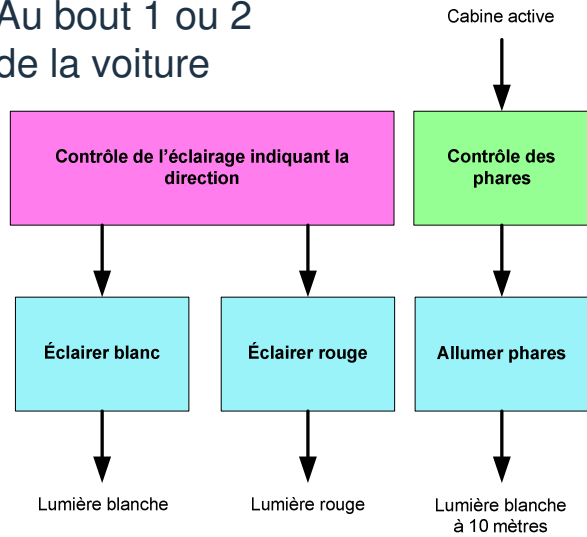 Au bout 1 ou 2
de la voiture
Cabine active
Contrôle de l'éclairage indiquant la
direction
Contrôle des
phares
Éclairer blanc
Éclairer rouge
Allumer phares
Lumière blanche
Lumière rouge
Lumière blanche
à 10 mètres